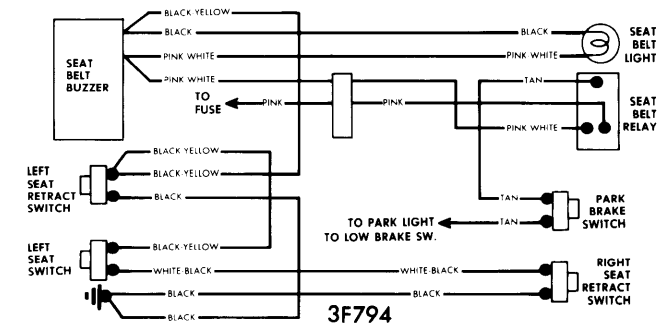 BLACK-YELLOW
BLACK
BLACK
SEAT
BELT
LIGHT
PINK WHITE
PINK-WHITE
SEAT
BELT
BUZZER
PINK WHITE
TAN
TO
FUSE
PINK
PINK
SEAT
BELT
RELAY
PINK WHITE
BLACK YELLOW
LEFT
SEAT
RETRACT
SWITCH
BLACK-YELLOW
BLACK
TAN
PARK
BRAKE
SWITCH
TO PARK LIGHT
TO LOW BRAKE SW.
TAN
LEFT
SEAT
SWITCH
BLACK-YELLOW
WHITE-BLACK
WHITE-BLACK
RIGHT
SEAT
RETRACT
SWITCH
BLACK
BLACK
BLACK
3F794